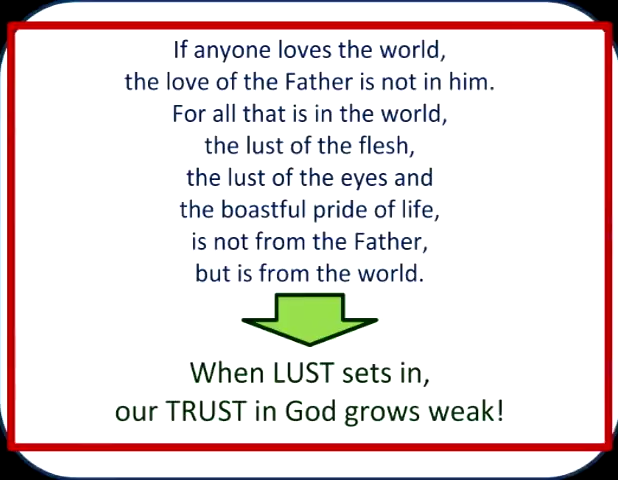 If anyone loves the world,
the love of the Father is not in him.
For all that is in the world,
the lust of the flesh,
the lust of the eyes and
the boastful pride of life,
is not from the Father,
but is from the world.
When LUST sets in,
our TRUST in God grows weak!